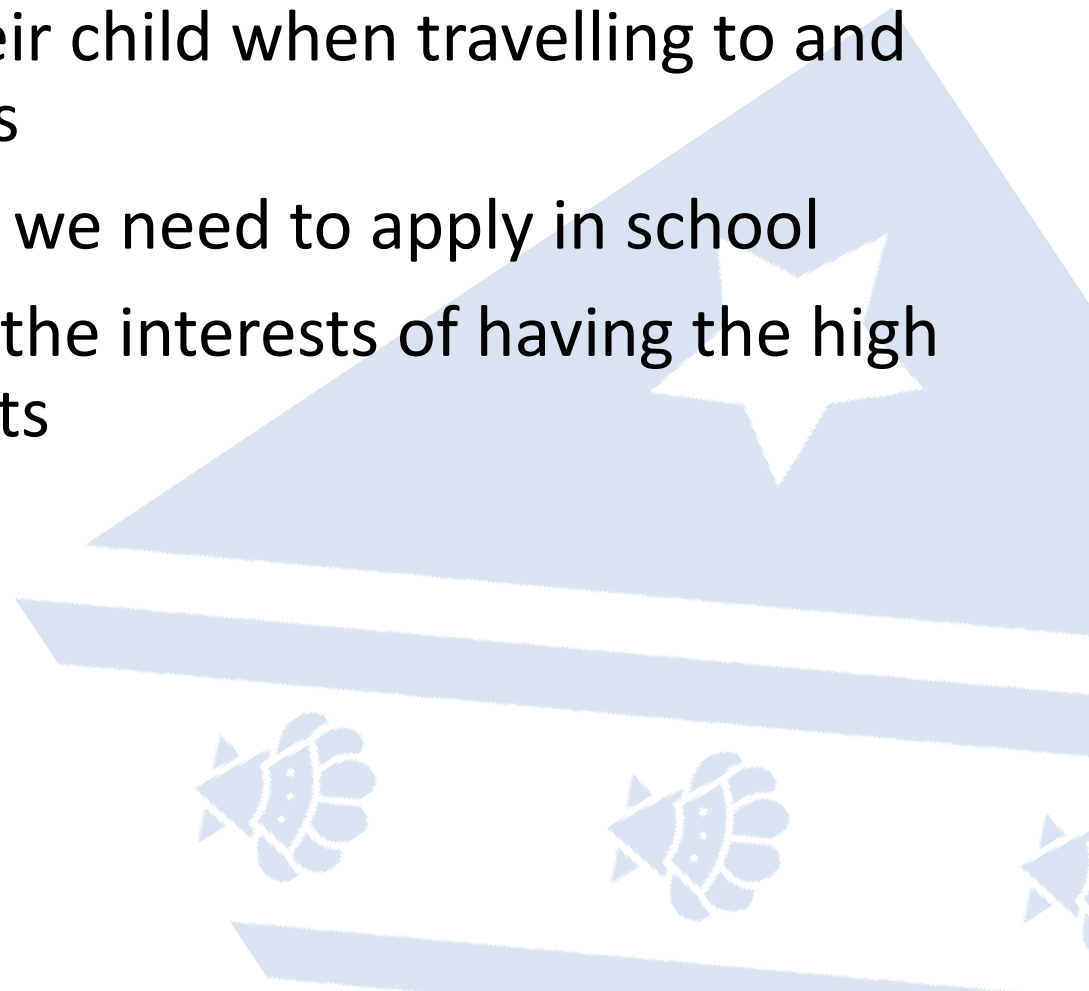 eir child when travelling to and
s
we need to apply in school
the interests of having the high
ts